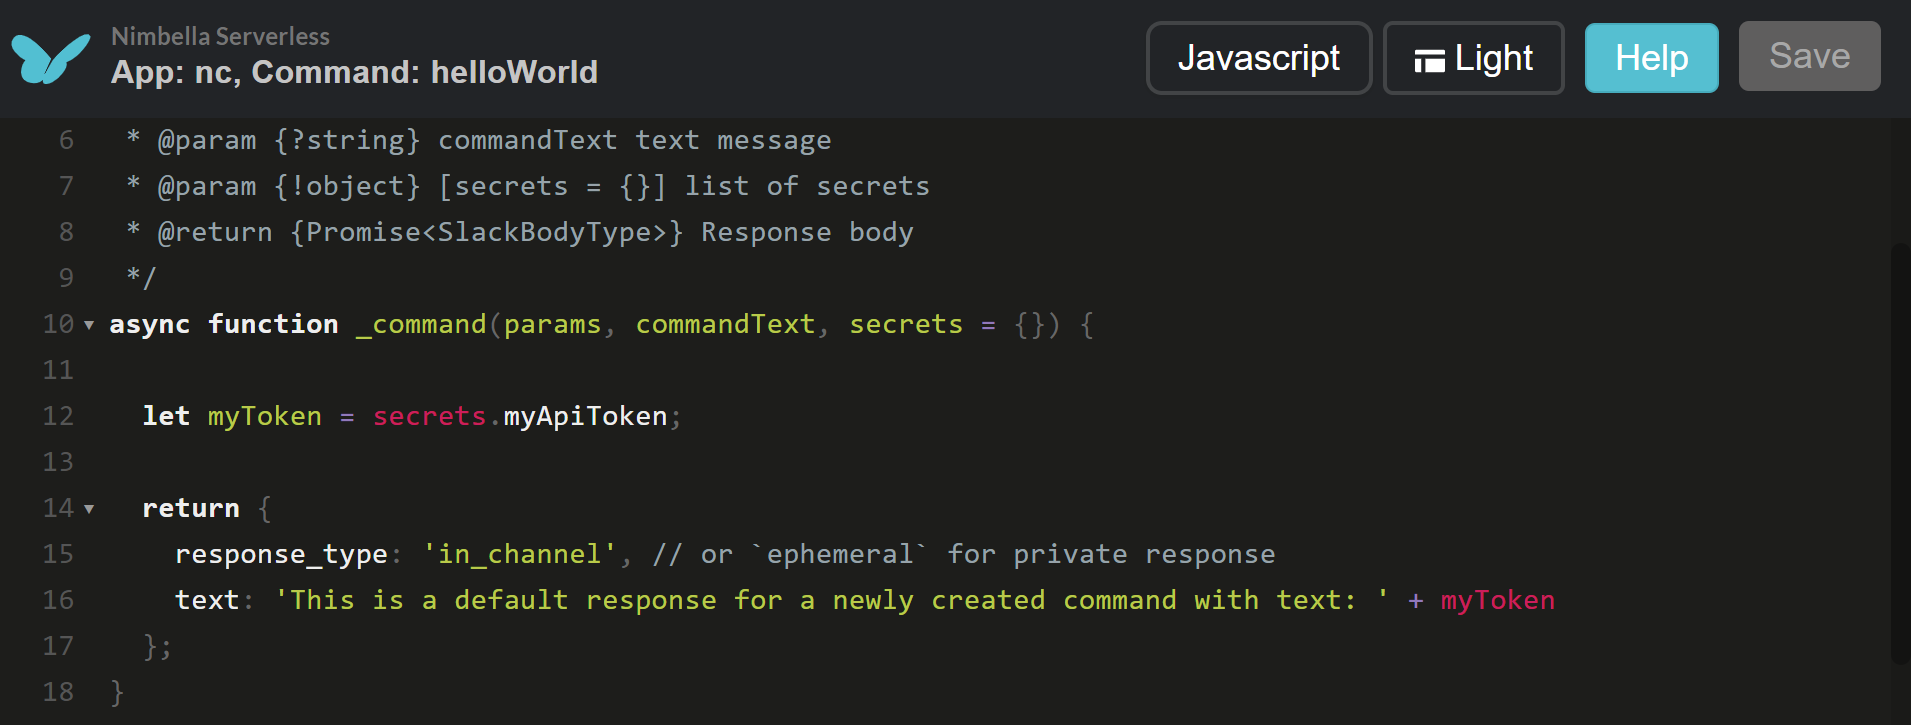 Nimbella Serverless
App: nc, Command: helloWorld
Javascript
Light
Help
Save
6 * @param {?string} commandText text message
7 * @param {!object} [secrets = {}] list of secrets
8 * @return {Promise<SlackBodyType>} Response body
9 */
10 async function _command(params, commandText, secrets = {}) {
11
12 let myToken = secrets.myApiToken;
13
14 return {
15 response_type: 'in_channel', // or `ephemeral` for private response
16 text: 'This is a default response for a newly created command with text: ' + myToken
17 };
18 }